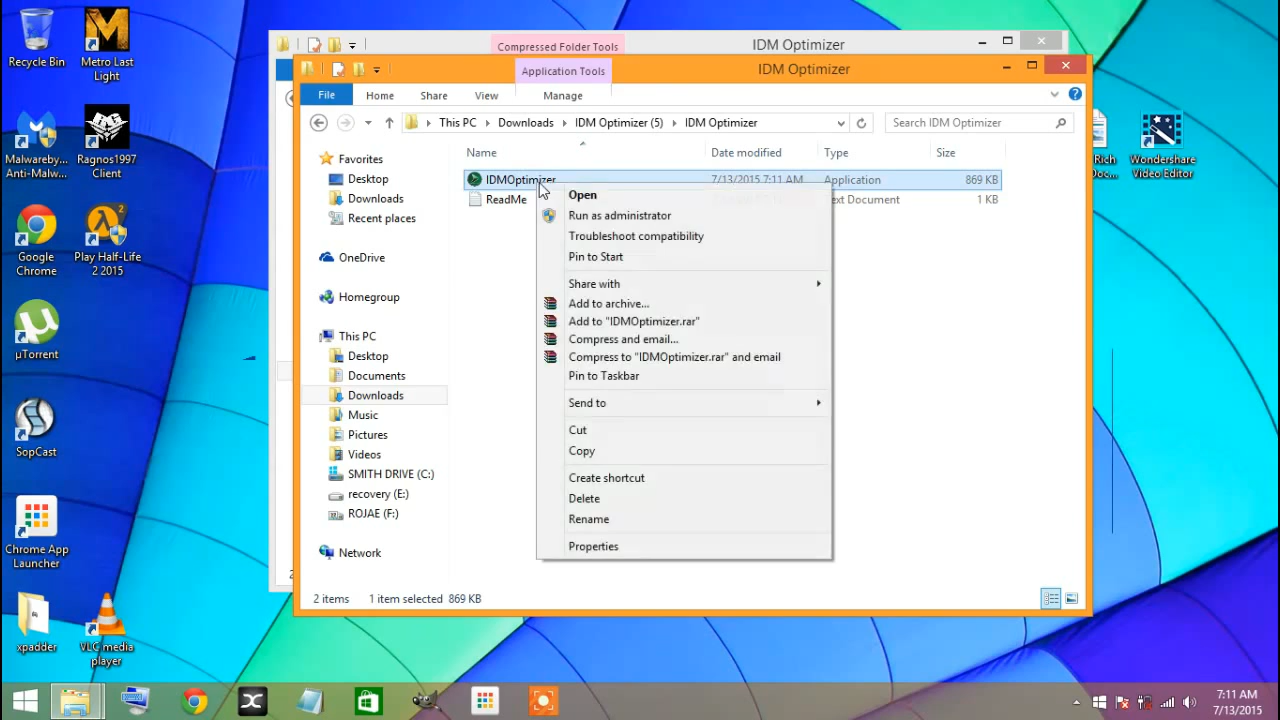 Recycle Bin
Metro Last
Light
Malwareby...
Anti-Malw...
Ragnos1997
Client
Google
Chrome
Play Half-Life
2 2015
µTorrent
SopCast
Chrome App
Launcher
xpadder
VLC media
player
Rich
Doc...
Wondershare
Video Editor
Compressed Folder Tools
IDM Optimizer
Application Tools
IDM Optimizer
File
Home
Share
View
Manage
This PC
Downloads
IDM Optimizer (5)
IDM Optimizer
Search IDM Optimizer
Name
Date modified
Type
Size
IDMOptimizer
7/13/2015 7:11 AM
Application
869 KB
ReadMe
ext Document
1 KB
Favorites
Desktop
Downloads
Recent places
OneDrive
Homegroup
This PC
Desktop
Documents
Downloads
Music
Pictures
Videos
SMITH DRIVE (C:)
recovery (E:)
ROJAE (F:)
Network
Open
Run as administrator
Troubleshoot compatibility
Pin to Start
Share with
Add to archive...
Add to "IDMOptimizer.rar"
Compress and email...
Compress to "IDMOptimizer.rar" and email
Pin to Taskbar
Send to
Cut
Copy
Create shortcut
Delete
Rename
Properties
2 items
1 item selected 869 KB
7:11 AM
7/13/2015